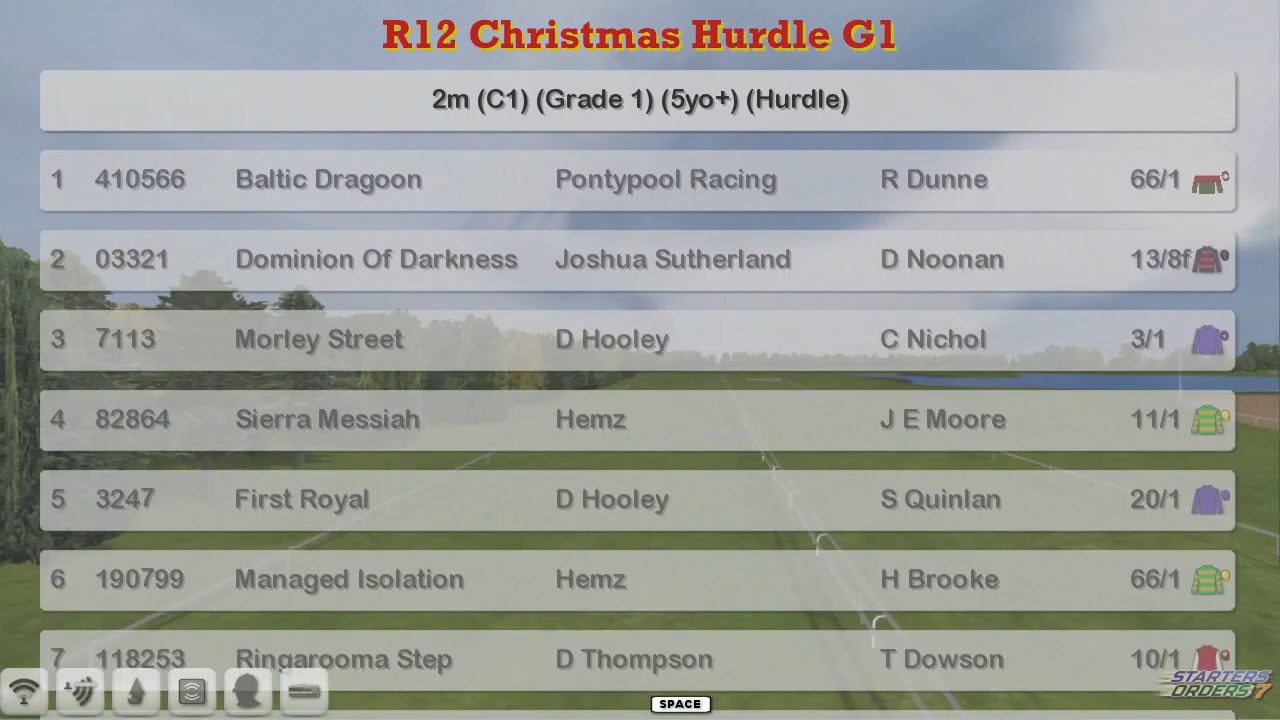 R12 Christmas Hurdle G1
2m (C1) (Grade 1) (5yo+) (Hurdle)
1 410566 Baltic Dragoon Pontypool Racing R Dunne 66/1
2 03321 Dominion Of Darkness Joshua Sutherland D Noonan 13/8f
3 7113 Morley Street D Hooley C Nichol 3/1
4 82864 Sierra Messiah Hemz J E Moore 11/1
5 3247 First Royal D Hooley S Quinlan 20/1
6 190799 Managed Isolation Hemz H Brooke 66/1
7 118253 Ringarooma Step D Thompson T Dowson 10/1
STARTERS
ORDERS 7
SPACE